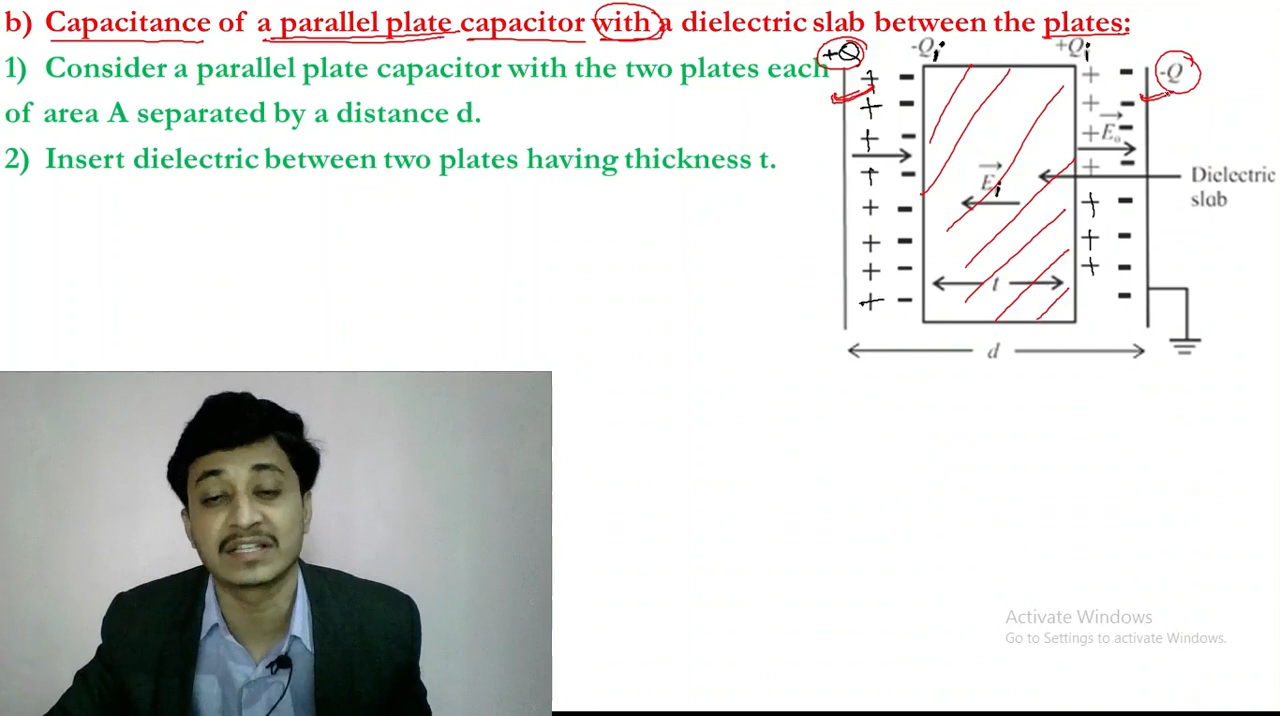 b) Capacitance of a parallel plate capacitor with a dielectric slab between the plates:
1) Consider a parallel plate capacitor with the two plates each
of area A separated by a distance d.
2) Insert dielectric between two plates having thickness t.
+Q -Qi +Qi -Q
E₀
Ei
Dielectric
slab
t
d
Activate Windows
Go to Settings to activate Windows.